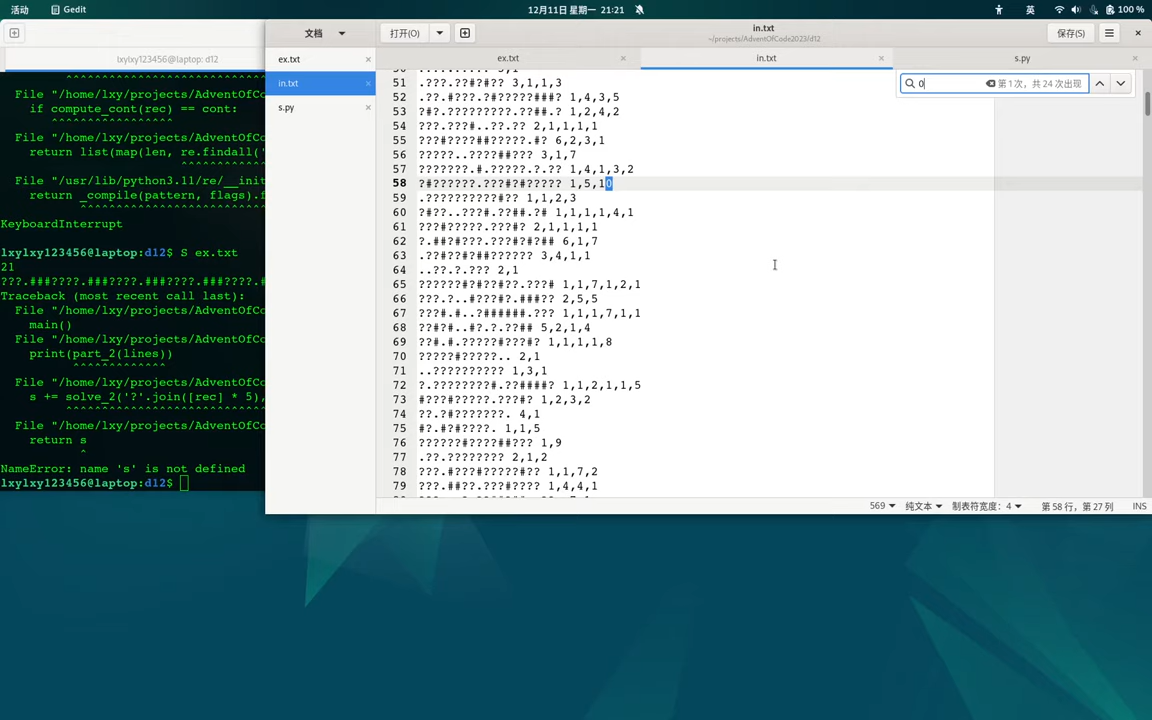 活动 Gedit 12月11日 星期一 21:21 英 100 %
文档 打开(O) in.txt 保存(S)
~/projects/AdventOfCode2023/d12
lxylxy123456@laptop: d12 ex.txt in.txt s.py
ex.txt
in.txt
s.py
0 第 1 次，共 24 次出现
^^^^^^^^^^^^^^^^^^^^^
File "/home/lxy/projects/AdventOfCo
if compute_cont(rec) == cont:
^^^^^^^^^^^^^^^^^
File "/home/lxy/projects/AdventOfCo
return list(map(len, re.findall('
File "/usr/lib/python3.11/re/__init
return _compile(pattern, flags).f
KeyboardInterrupt
lxylxy123456@laptop:d12$ S ex.txt
21
???.###????.###????.###????.###????.#
Traceback (most recent call last):
File "/home/lxy/projects/AdventOfCo
main()
File "/home/lxy/projects/AdventOfCo
print(part_2(lines))
^^^^^^^^^^^^^
File "/home/lxy/projects/AdventOfCo
s += solve_2('?'.join([rec] * 5),
File "/home/lxy/projects/AdventOfCo
return s
^
NameError: name 's' is not defined
lxylxy123456@laptop:d12$
51 .???.??#?#?? 3,1,1,3
52 .??.#???.?#?????###? 1,4,3,5
53 ?#?.?????????.??##.? 1,2,4,2
54 ???.???#..??.??. 2,1,1,1,1
55 ???#????##?????.#? 6,2,3,1
56 ?????..????##??? 3,1,7
57 ???????.#.?????.?.?? 1,4,1,3,2
58 ?#??????.???#?#????? 1,5,10
59 .??????????#?? 1,1,2,3
60 ?#??..???#.??##.?# 1,1,1,1,4,1
61 ???#?????.???#? 2,1,1,1,1
62 ?.##?#???.???#?#?## 6,1,7
63 .??#??#?##?????? 3,4,1,1
64 ..??.?.??? 2,1
65 ??????#?#??#??.???# 1,1,7,1,2,1
66 ???.?..#???#?.###?? 2,5,5
67 ???#.#..?######.??? 1,1,1,7,1,1
68 ??#?#..#?.?.??## 5,2,1,4
69 ??#.#.?????#???#? 1,1,1,1,8
70 ?????#?????.. 2,1
71 ..?????????? 1,3,1
72 ?.????????#.??####? 1,1,2,1,1,5
73 #???#?????.???#? 1,2,3,2
74 ??.?#???????. 4,1
75 #?.#?#????. 1,1,5
76 ??????#????##??? 1,9
77 .??.???????? 2,1,2
78 ???.#???#?????#?? 1,1,7,2
79 ???.##??.???#???? 1,4,4,1
569 纯文本 制表符宽度：4 第 58 行，第 27 列 INS